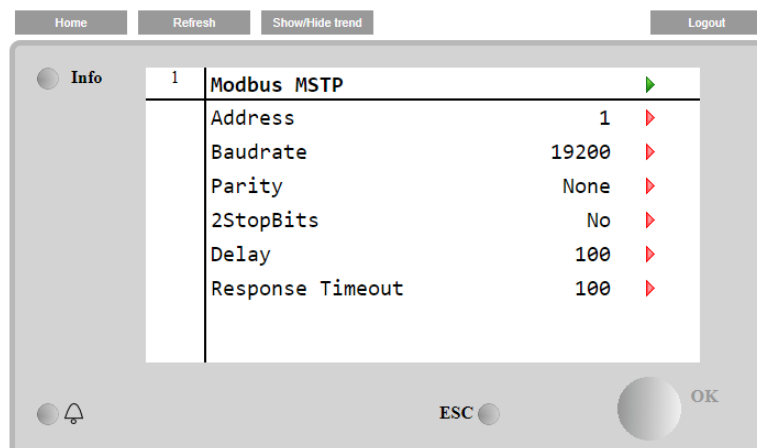 Home Refresh Show/Hide trend Logout
Info
1 Modbus MSTP
Address 1
Baudrate 19200
Parity None
2StopBits No
Delay 100
Response Timeout 100
ESC OK